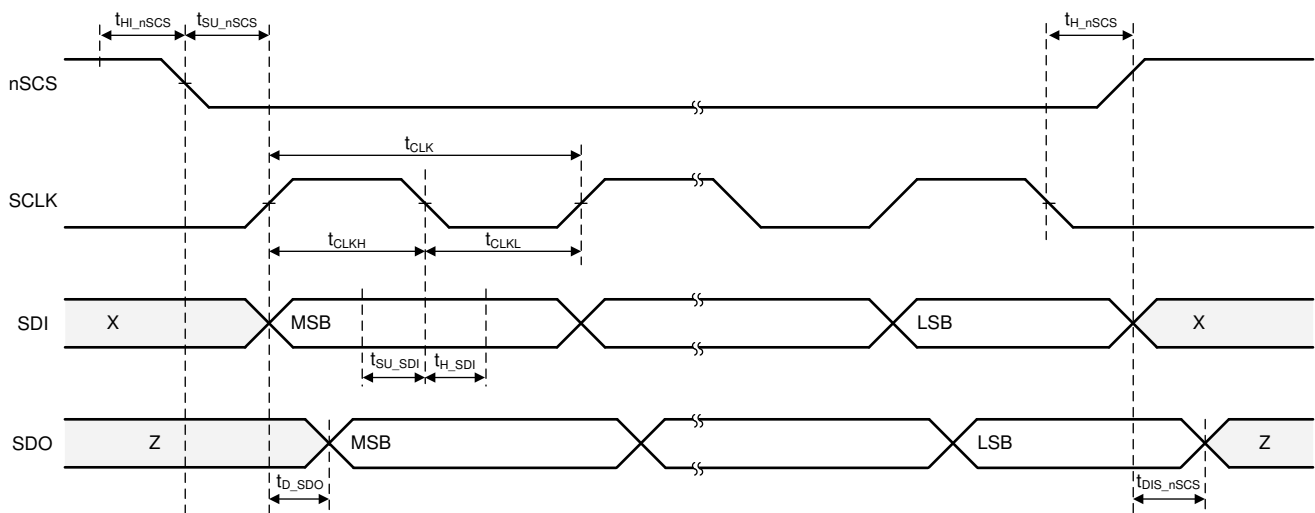 tHI_nSCS tSU_nSCS tH_nSCS
nSCS
tCLK
SCLK
tCLKH tCLKL
SDI X MSB LSB X
tSU_SDI tH_SDI
SDO Z MSB LSB Z
tD_SDO tDIS_nSCS